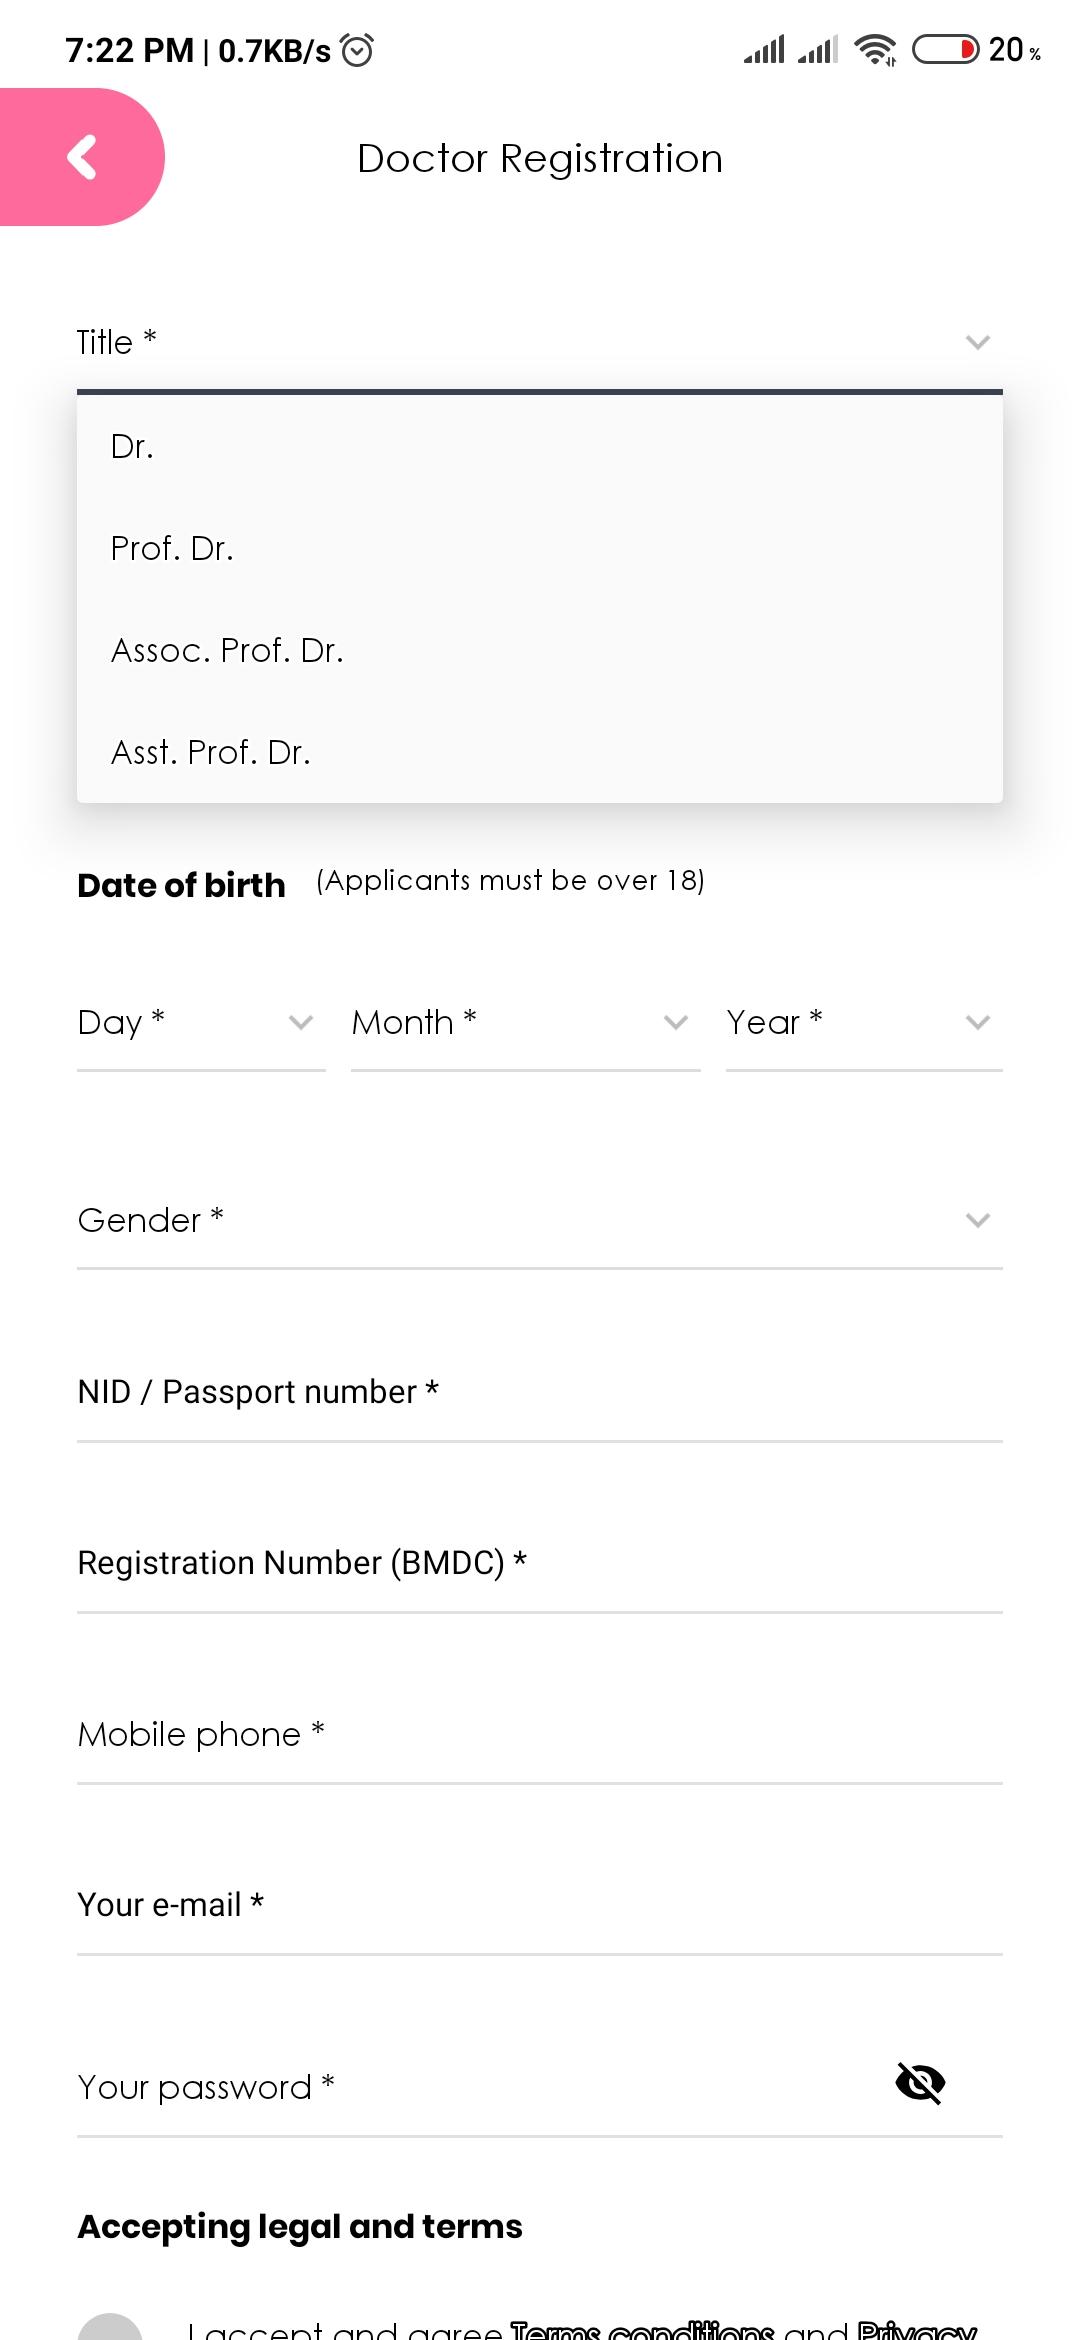 7:22 PM | 0.7KB/s 20 %
Doctor Registration
Title *
Dr.
Prof. Dr.
Assoc. Prof. Dr.
Asst. Prof. Dr.
Date of birth (Applicants must be over 18)
Day * Month * Year *
Gender *
NID / Passport number *
Registration Number (BMDC) *
Mobile phone *
Your e-mail *
Your password *
Accepting legal and terms
I accept and agree Terms conditions and Privacy